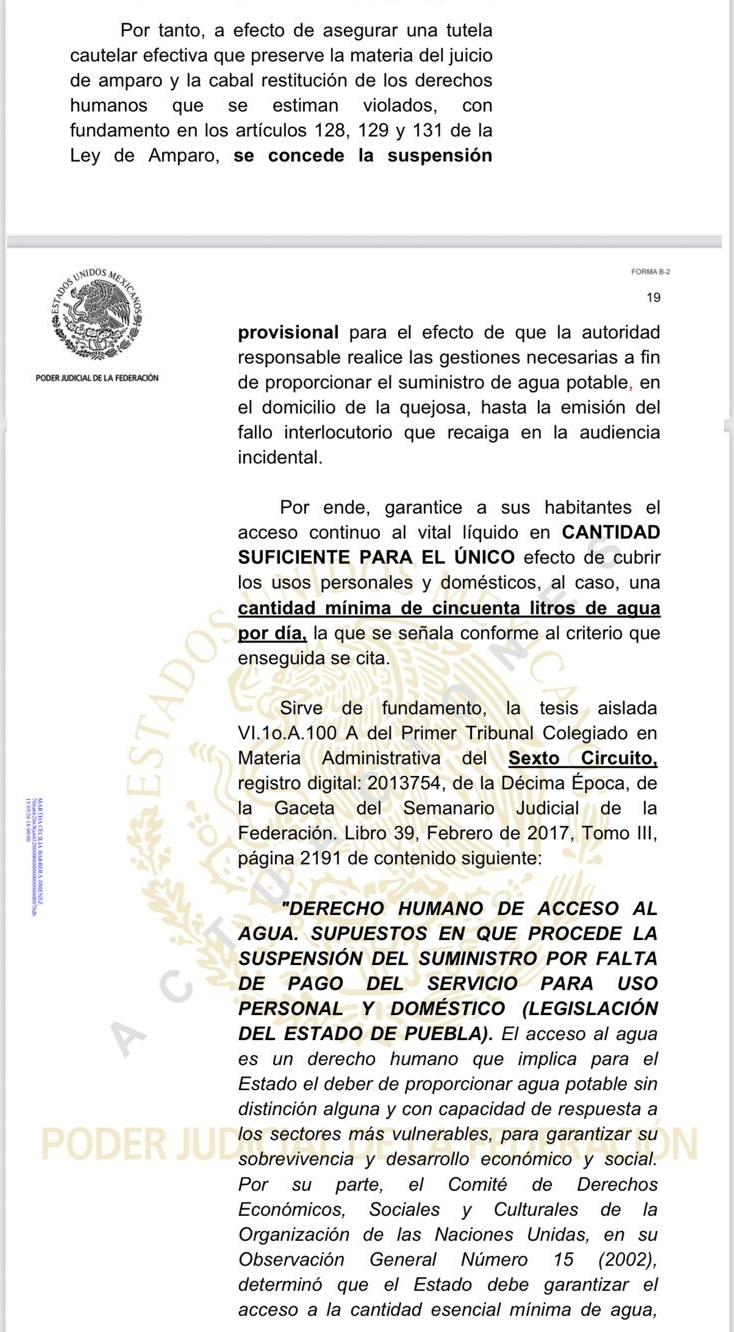 Por tanto, a efecto de asegurar una tutela
cautelar efectiva que preserve la materia del juicio
de amparo y la cabal restitución de los derechos
humanos que se estiman violados, con
fundamento en los artículos 128, 129 y 131 de la
Ley de Amparo, se concede la suspensión
ESTADOS UNIDOS MEXICANOS
PODER JUDICIAL DE LA FEDERACIÓN
FORMA B-2
19
provisional para el efecto de que la autoridad
responsable realice las gestiones necesarias a fin
de proporcionar el suministro de agua potable, en
el domicilio de la quejosa, hasta la emisión del
fallo interlocutorio que recaiga en la audiencia
incidental.
Por ende, garantice a sus habitantes el
acceso continuo al vital líquido en CANTIDAD
SUFICIENTE PARA EL ÚNICO efecto de cubrir
los usos personales y domésticos, al caso, una
cantidad mínima de cincuenta litros de agua
por día, la que se señala conforme al criterio que
enseguida se cita.
Sirve de fundamento, la tesis aislada
VI.1o.A.100 A del Primer Tribunal Colegiado en
Materia Administrativa del Sexto Circuito,
registro digital: 2013754, de la Décima Época, de
la Gaceta del Semanario Judicial de la
Federación. Libro 39, Febrero de 2017, Tomo III,
página 2191 de contenido siguiente:
"DERECHO HUMANO DE ACCESO AL
AGUA. SUPUESTOS EN QUE PROCEDE LA
SUSPENSIÓN DEL SUMINISTRO POR FALTA
DE PAGO DEL SERVICIO PARA USO
PERSONAL Y DOMÉSTICO (LEGISLACIÓN
DEL ESTADO DE PUEBLA). El acceso al agua
es un derecho humano que implica para el
Estado el deber de proporcionar agua potable sin
distinción alguna y con capacidad de respuesta a
los sectores más vulnerables, para garantizar su
sobrevivencia y desarrollo económico y social.
Por su parte, el Comité de Derechos
Económicos, Sociales y Culturales de la
Organización de las Naciones Unidas, en su
Observación General Número 15 (2002),
determinó que el Estado debe garantizar el
acceso a la cantidad esencial mínima de agua,
MARTHA CECILIA BARRERA JIMENEZ
ESTADOS UNIDOS MEXICANOS
ACTUACIONES
PODER JUDICIAL DE LA FEDERACIÓN